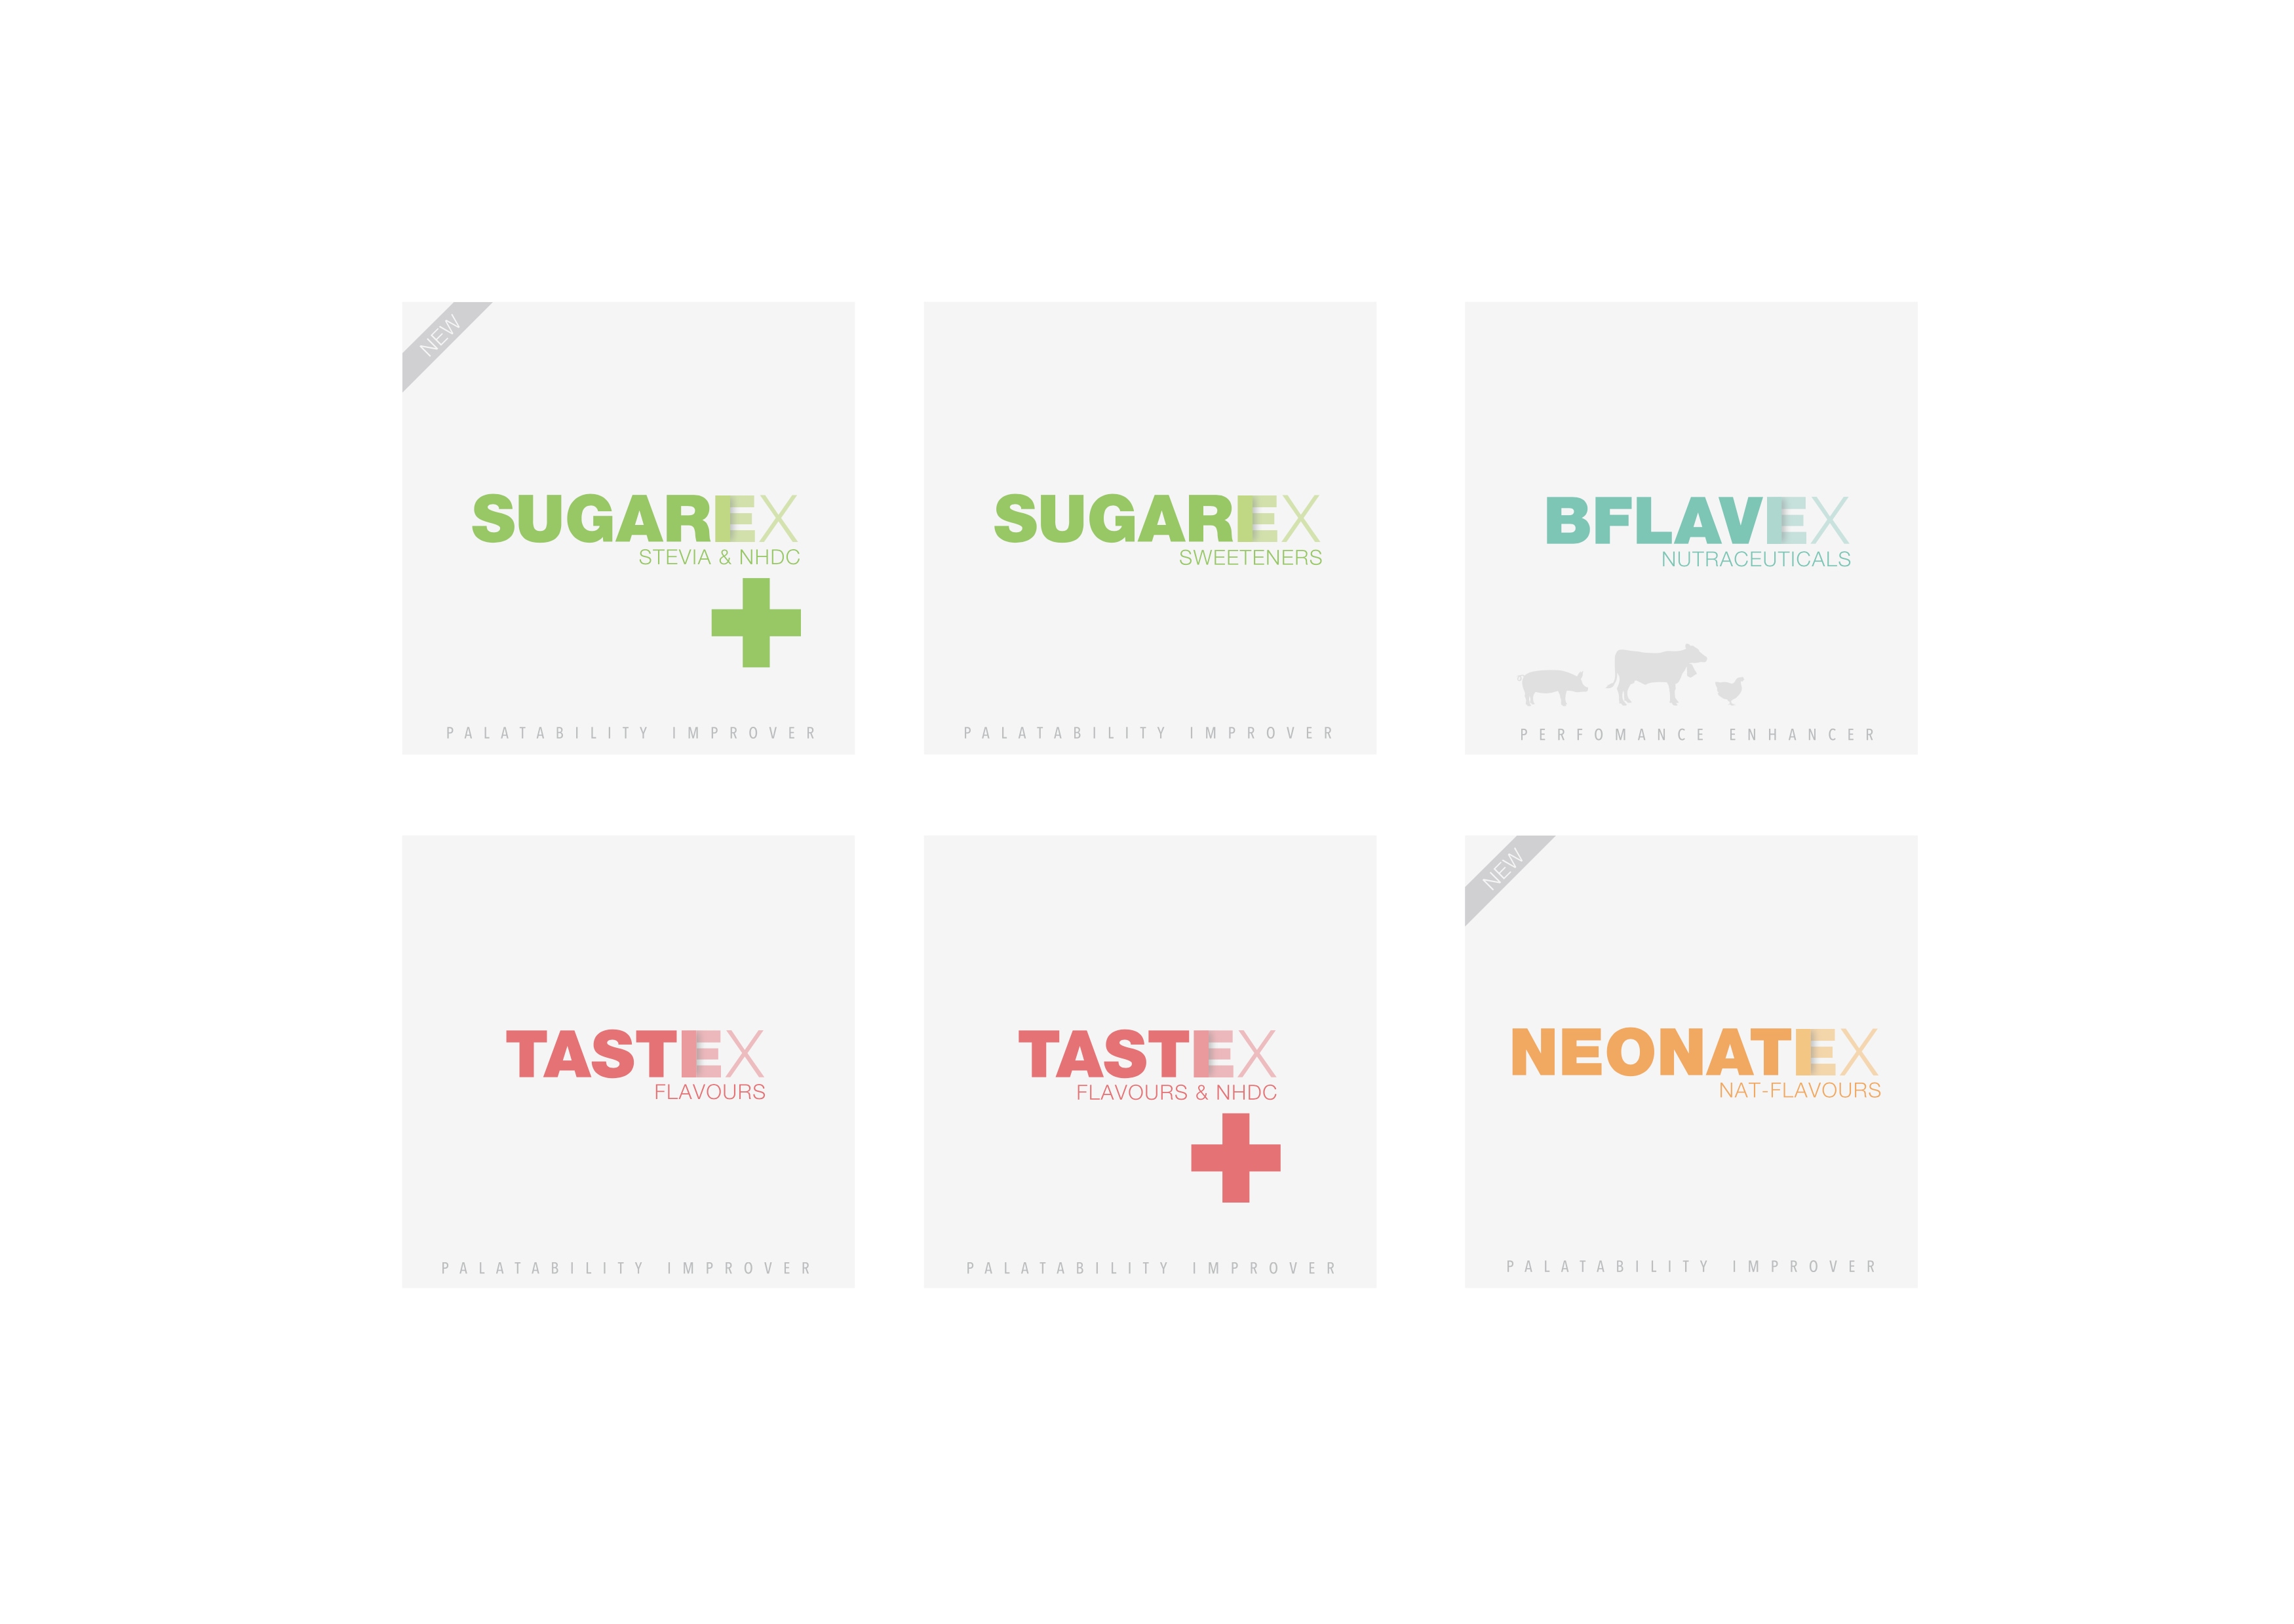 NEW
SUGAREX
STEVIA & NHDC
PALATABILITY IMPROVER
SUGAREX
SWEETENERS
PALATABILITY IMPROVER
BFLAVEX
NUTRACEUTICALS
PERFOMANCE ENHANCER
TASTEX
FLAVOURS
PALATABILITY IMPROVER
TASTEX
FLAVOURS & NHDC
PALATABILITY IMPROVER
NEW
NEONATEX
NAT-FLAVOURS
PALATABILITY IMPROVER